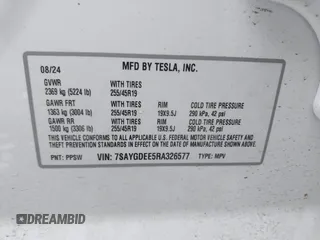 08/24 MFD BY TESLA, INC.
GVWR WITH TIRES
2369 kg (5224 lb) 255/45R19
GAWR FRT WITH TIRES RIM COLD TIRE PRESSURE
1363 kg (3004 lb) 255/45R19 19X9.5J 290 kPa, 42 psi
GAWR RR WITH TIRES RIM COLD TIRE PRESSURE
1500 kg (3306 lb) 255/45R19 19X9.5J 290 kPa, 42 psi
THIS VEHICLE CONFORMS TO ALL APPLICABLE FEDERAL MOTOR VEHICLE
SAFETY, BUMPER, AND THEFT PREVENTION STANDARDS IN EFFECT ON
THE DATE OF MANUFACTURE SHOWN ABOVE.
PNT: PPSW VIN: 7SAYGDEE5RA326577 TYPE: MPV
DREAMBID